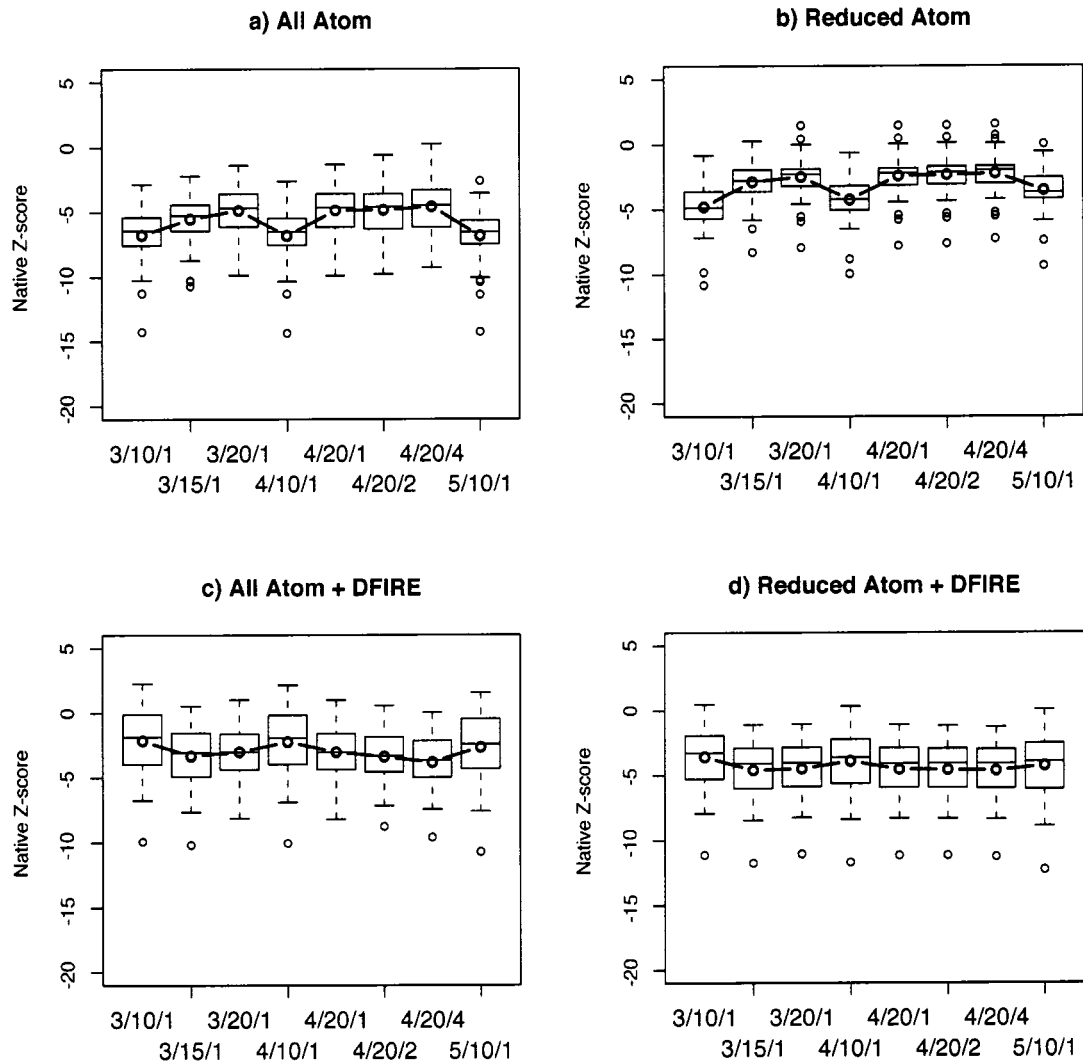 a) All Atom
Native Z-score
5
0
-5
-10
-15
-20
3/10/1 3/20/1 4/20/1 4/20/4
3/15/1 4/10/1 4/20/2 5/10/1
b) Reduced Atom
Native Z-score
5
0
-5
-10
-15
-20
3/10/1 3/20/1 4/20/1 4/20/4
3/15/1 4/10/1 4/20/2 5/10/1
c) All Atom + DFIRE
Native Z-score
5
0
-5
-10
-15
-20
3/10/1 3/20/1 4/20/1 4/20/4
3/15/1 4/10/1 4/20/2 5/10/1
d) Reduced Atom + DFIRE
Native Z-score
5
0
-5
-10
-15
-20
3/10/1 3/20/1 4/20/1 4/20/4
3/15/1 4/10/1 4/20/2 5/10/1